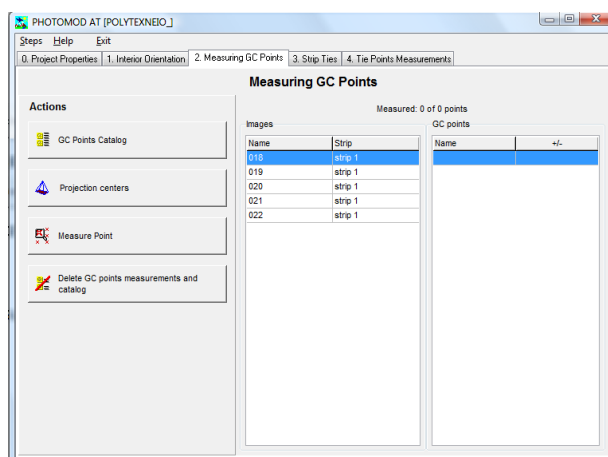 PHOTOMOD AT [POLYTEXNEIO_]
Steps Help Exit
0. Project Properties 1. Interior Orientation 2. Measuring GC Points 3. Strip Ties 4. Tie Points Measurements
Measuring GC Points
Actions
GC Points Catalog
Projection centers
Measure Point
Delete GC points measurements and
catalog
Measured: 0 of 0 points
Images
Name Strip
018 strip 1
019 strip 1
020 strip 1
021 strip 1
022 strip 1
GC points
Name +/-